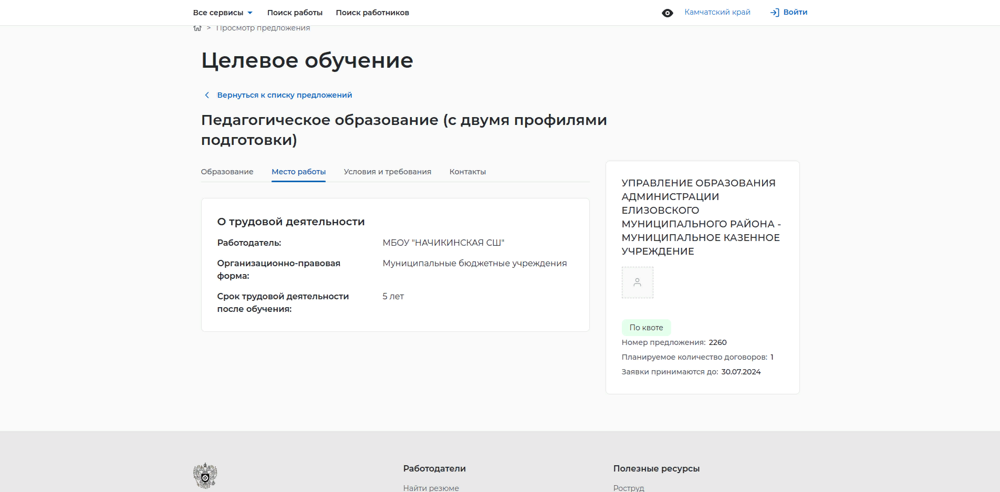 Все сервисы Поиск работы Поиск работников Камчатский край Войти
> Просмотр предложения
Целевое обучение
Вернуться к списку предложений
Педагогическое образование (с двумя профилями
подготовки)
Образование Место работы Условия и требования Контакты
О трудовой деятельности
Работодатель: МБОУ "НАЧИКИНСКАЯ СШ"
Организационно-правовая
форма:
Муниципальные бюджетные учреждения
Срок трудовой деятельности
после обучения:
5 лет
УПРАВЛЕНИЕ ОБРАЗОВАНИЯ
АДМИНИСТРАЦИИ
ЕЛИЗОВСКОГО
МУНИЦИПАЛЬНОГО РАЙОНА -
МУНИЦИПАЛЬНОЕ КАЗЕННОЕ
УЧРЕЖДЕНИЕ
По квоте
Номер предложения: 2260
Планируемое количество договоров: 1
Заявки принимаются до: 30.07.2024
Работодатели
Найти резюме
Полезные ресурсы
Роструд